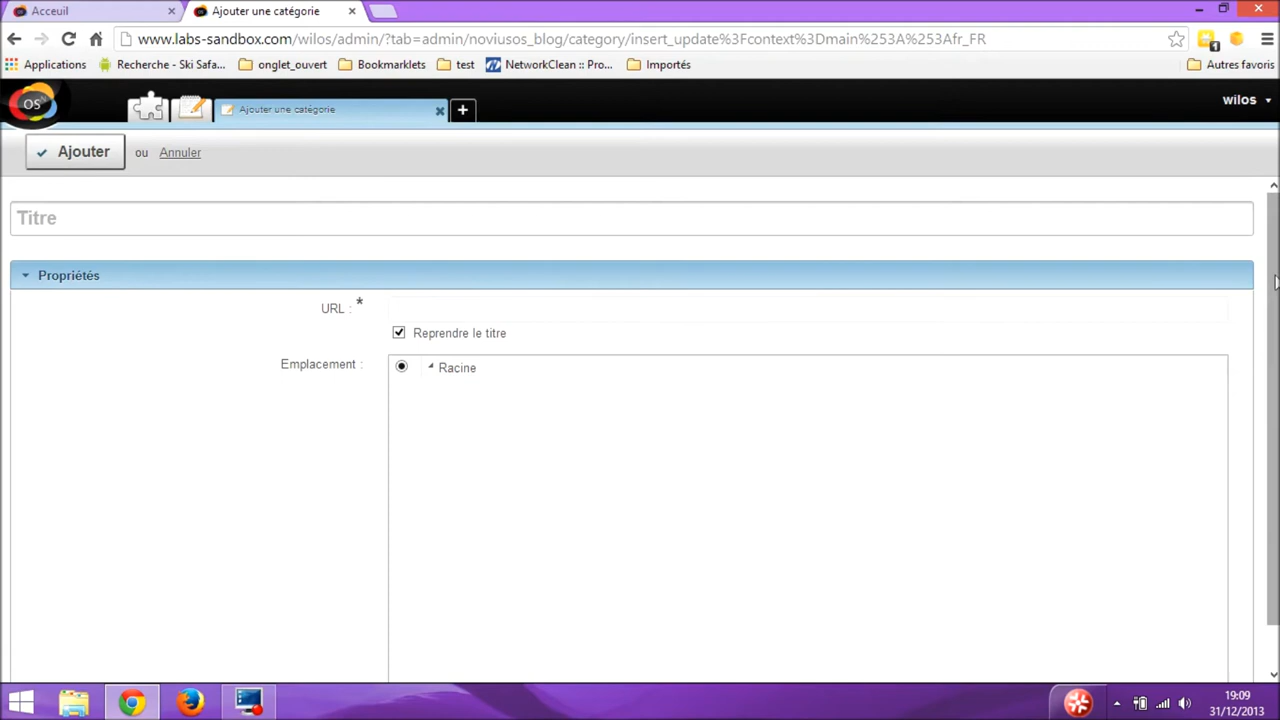 Acceuil
Ajouter une catégorie
www.labs-sandbox.com/wilos/admin/?tab=admin/noviusos_blog/category/insert_update%3Fcontext%3Dmain%253A%253Afr_FR
1
Applications Recherche - Ski Safa... onglet_ouvert Bookmarklets test NetworkClean :: Pro... Importés Autres favoris
OS
Ajouter une catégorie
wilos
Ajouter ou Annuler
Titre
Propriétés
URL : *
Reprendre le titre
Emplacement :
Racine
19:09
31/12/2013